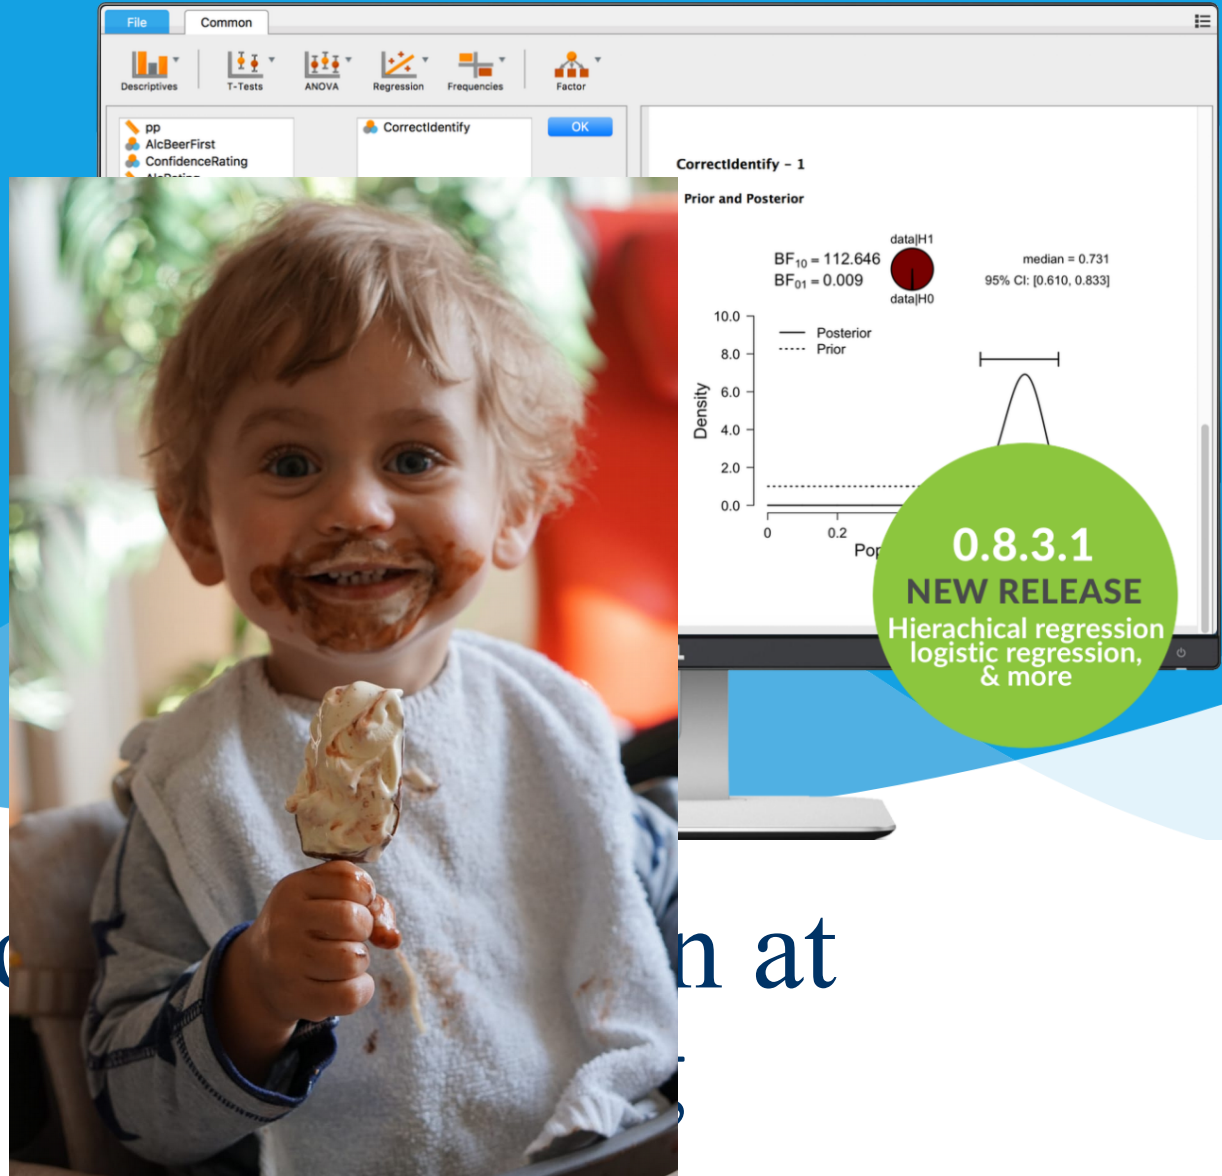 File Common
Descriptives T-Tests ANOVA Regression Frequencies Factor
pp
AlcBeerFirst
ConfidenceRating
CorrectIdentify
OK
CorrectIdentify – 1
Prior and Posterior
data|H1
BF10 = 112.646
BF01 = 0.009
data|H0
median = 0.731
95% CI: [0.610, 0.833]
Posterior
Prior
Density
10.0
8.0
6.0
4.0
2.0
0.0
0 0.2
0.8.3.1
NEW RELEASE
Hierachical regression
logistic regression,
& more
at